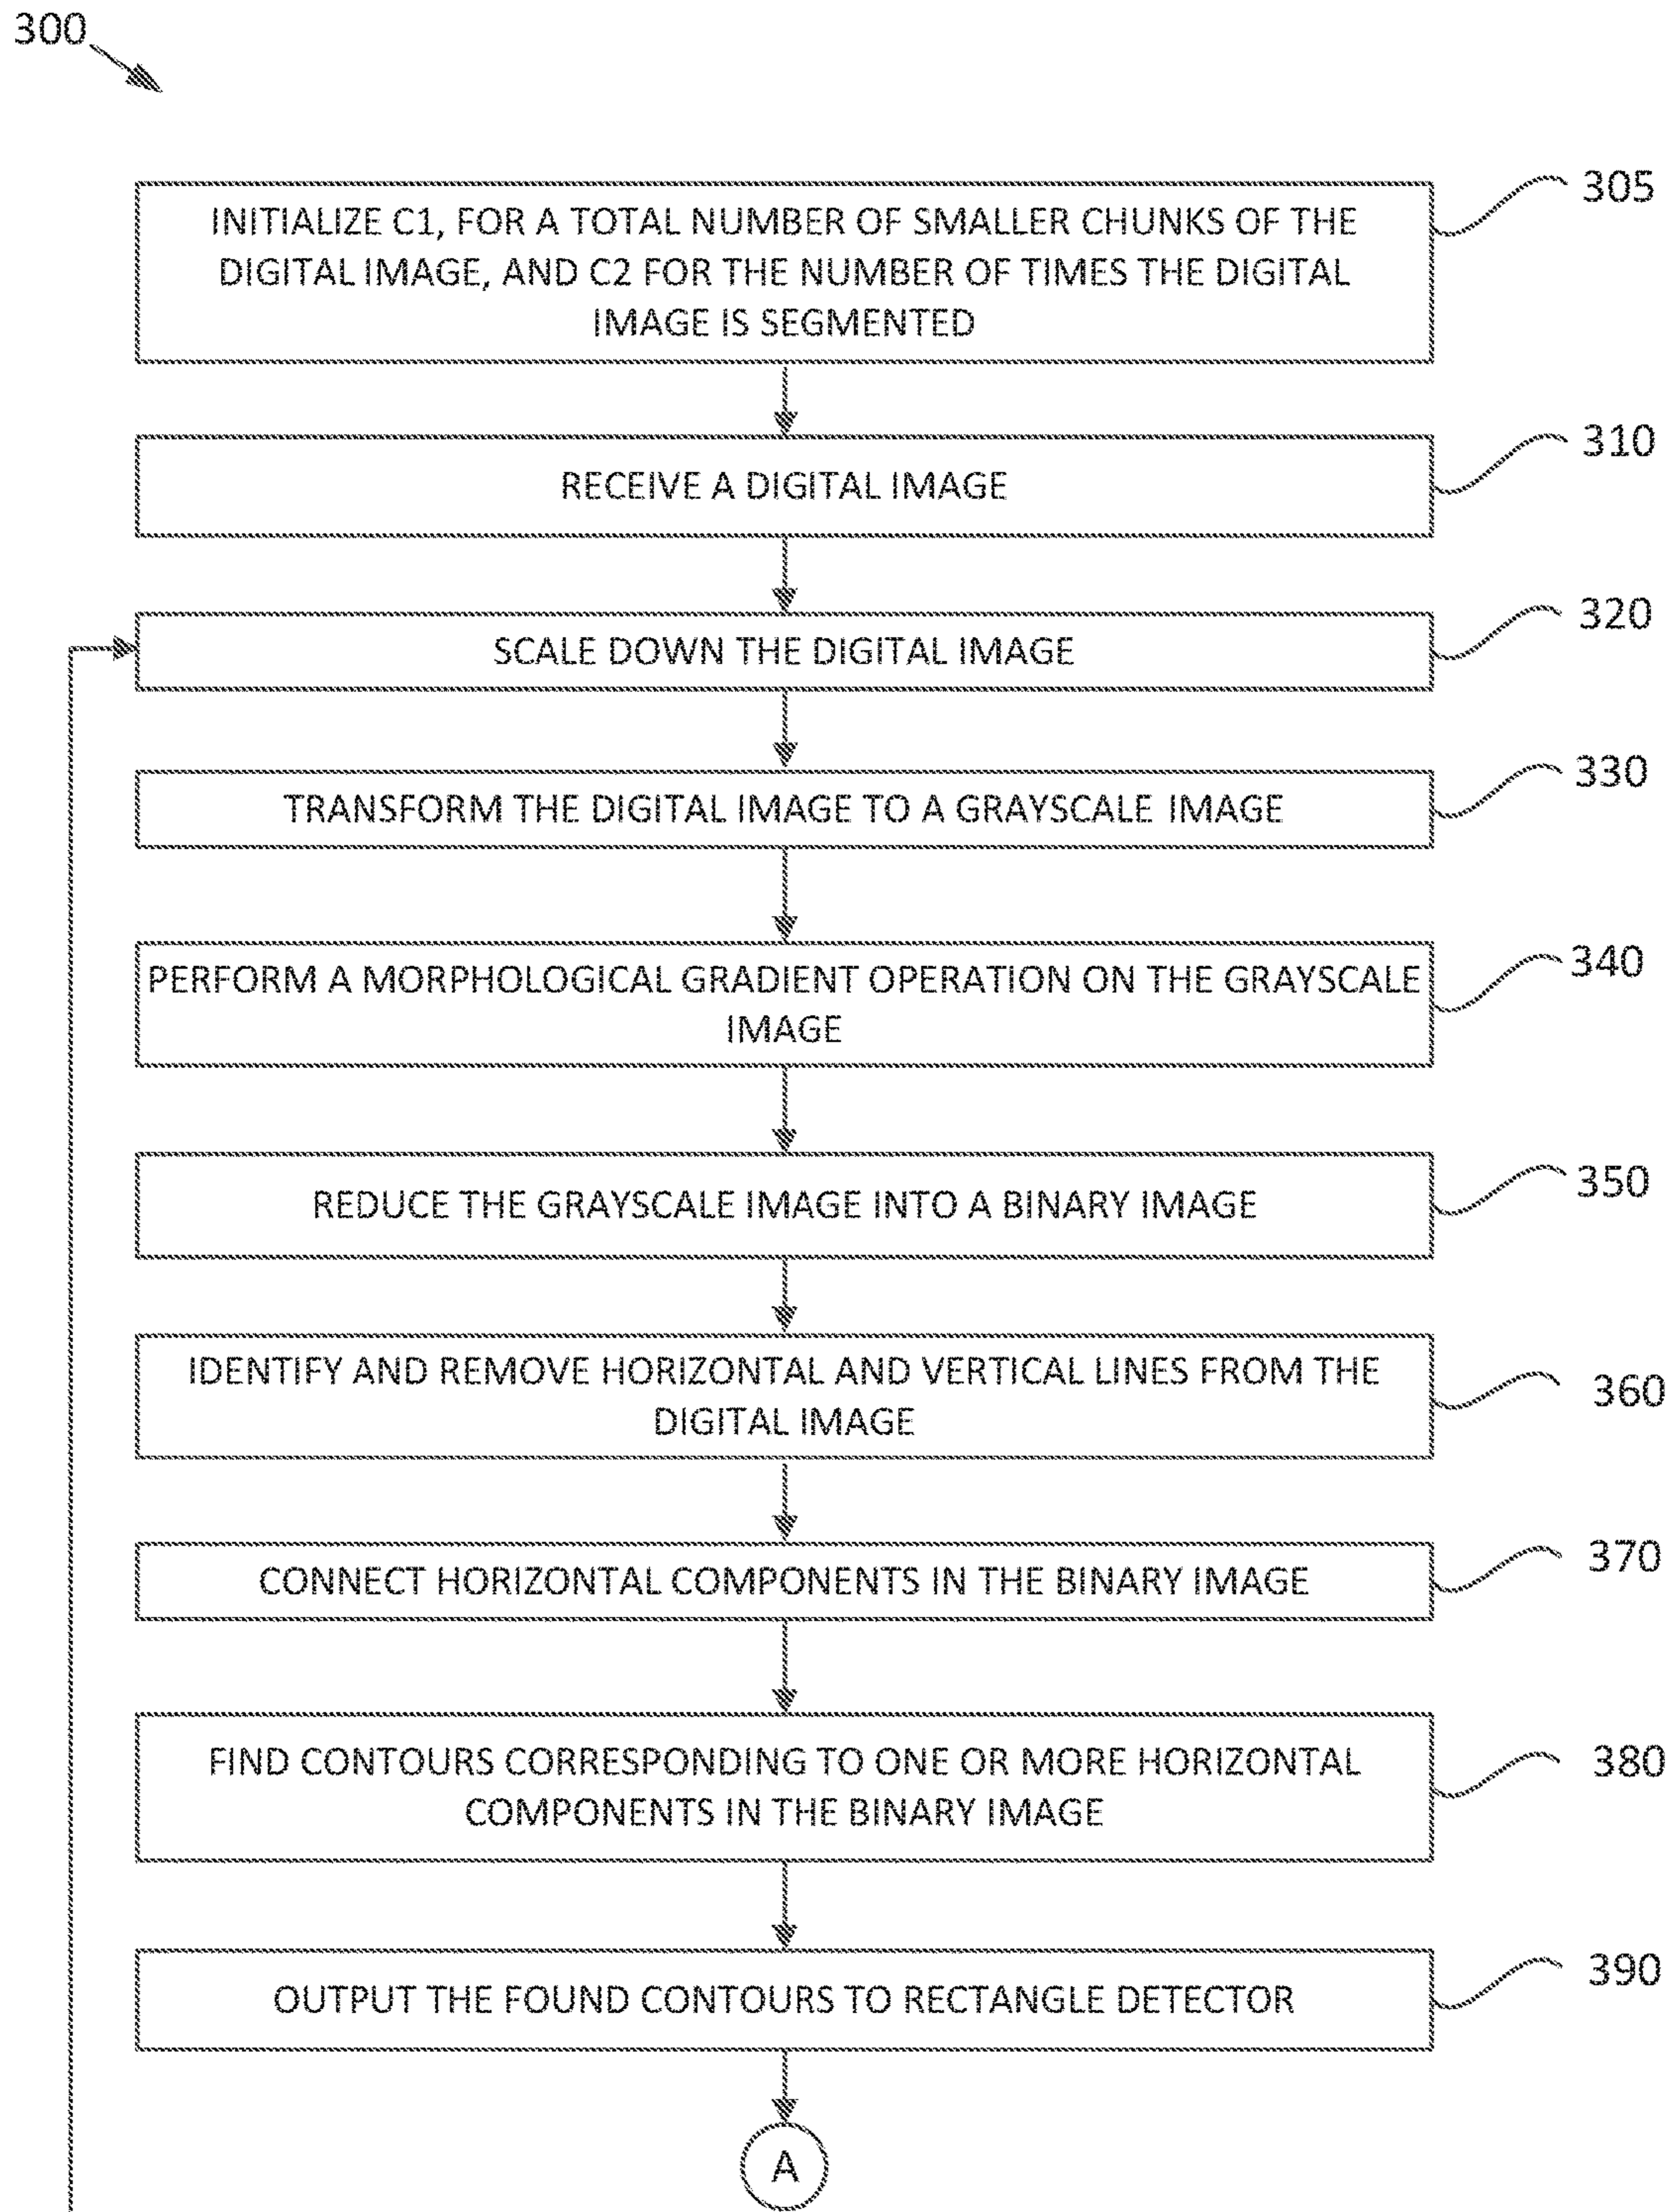 300
305
INITIALIZE C1, FOR A TOTAL NUMBER OF SMALLER CHUNKS OF THE
DIGITAL IMAGE, AND C2 FOR THE NUMBER OF TIMES THE DIGITAL
IMAGE IS SEGMENTED
310
RECEIVE A DIGITAL IMAGE
320
SCALE DOWN THE DIGITAL IMAGE
330
TRANSFORM THE DIGITAL IMAGE TO A GRAYSCALE IMAGE
340
PERFORM A MORPHOLOGICAL GRADIENT OPERATION ON THE GRAYSCALE
IMAGE
350
REDUCE THE GRAYSCALE IMAGE INTO A BINARY IMAGE
360
IDENTIFY AND REMOVE HORIZONTAL AND VERTICAL LINES FROM THE
DIGITAL IMAGE
370
CONNECT HORIZONTAL COMPONENTS IN THE BINARY IMAGE
380
FIND CONTOURS CORRESPONDING TO ONE OR MORE HORIZONTAL
COMPONENTS IN THE BINARY IMAGE
390
OUTPUT THE FOUND CONTOURS TO RECTANGLE DETECTOR
A